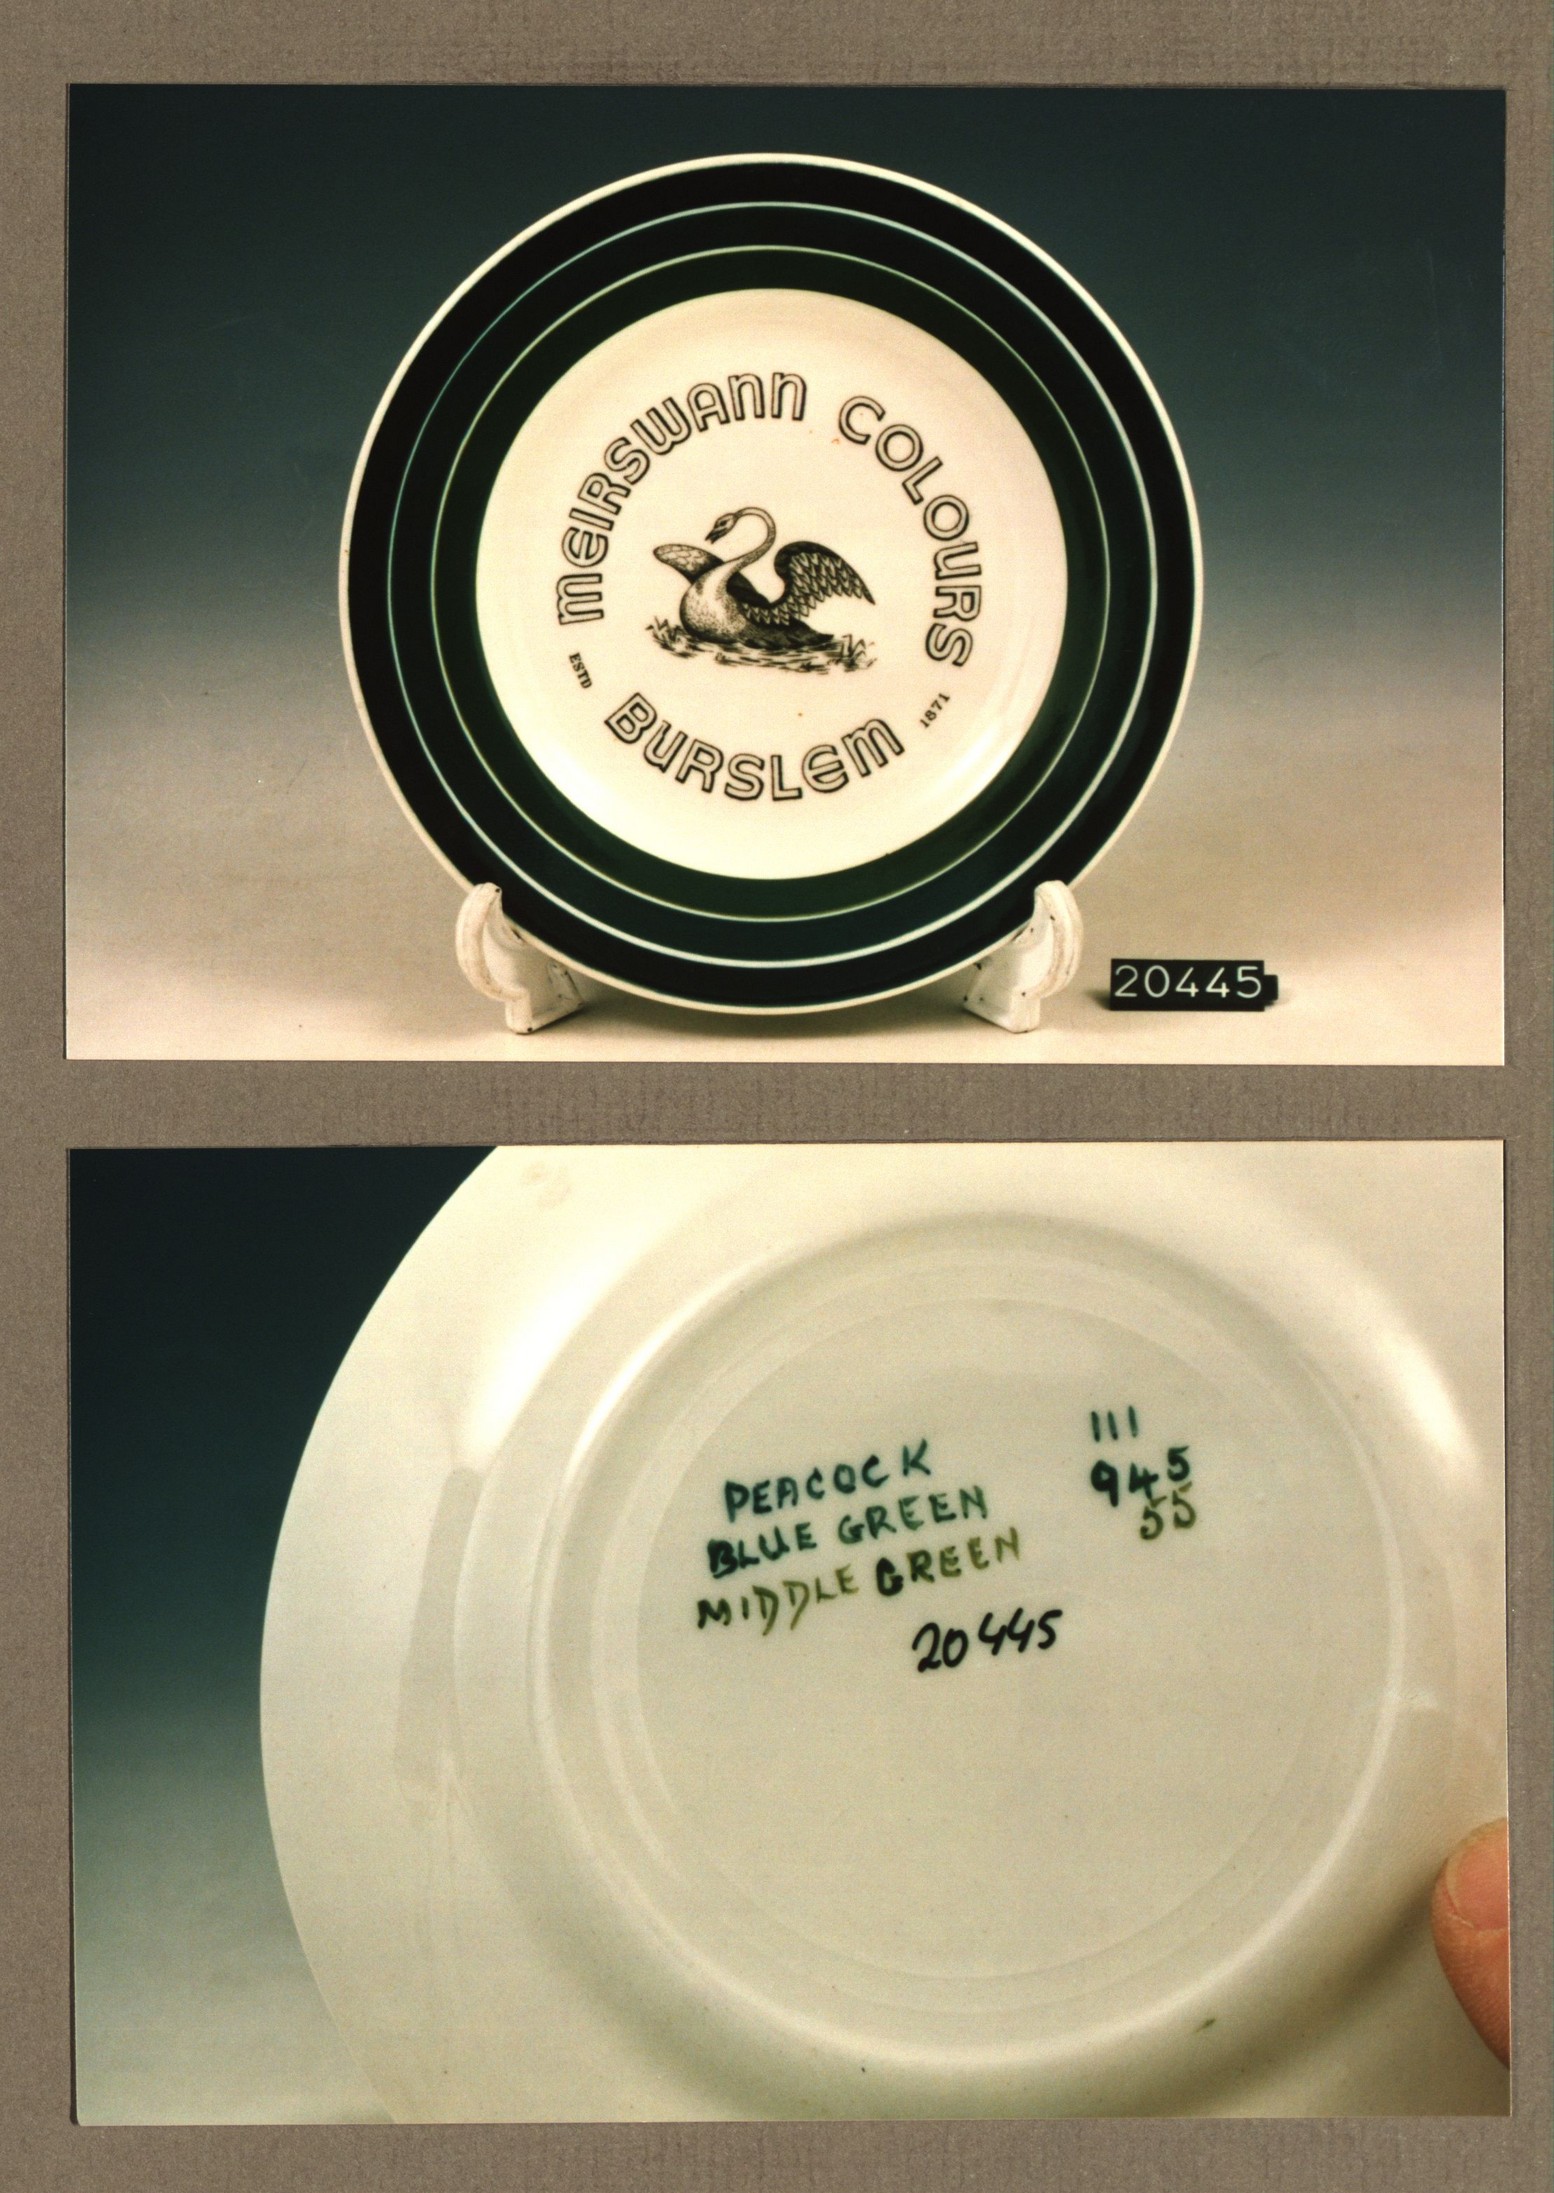 MEIRSWANN COLOURS
ESTD 1871
BURSLEM
20445
PEACOCK 111
BLUE GREEN 945
MIDDLE GREEN 55
20445